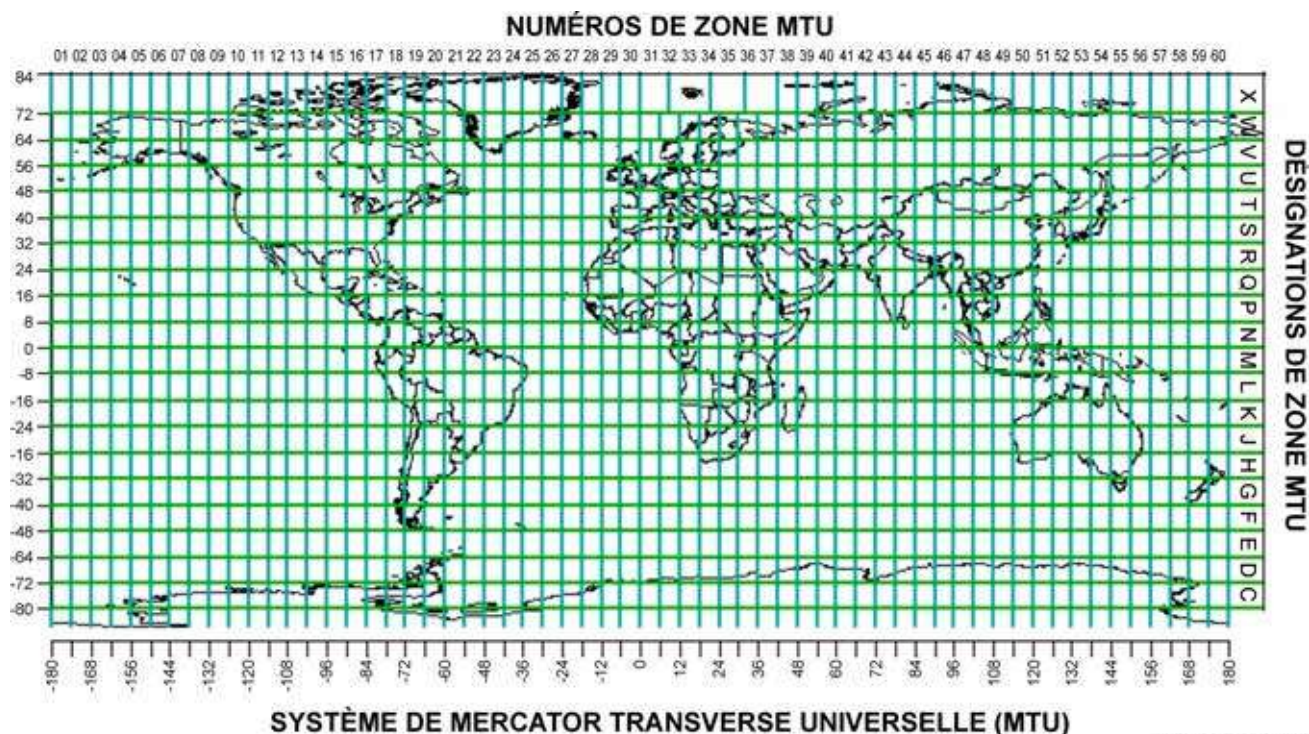 NUMÉROS DE ZONE MTU
01 02 03 04 05 06 07 08 09 10 11 12 13 14 15 16 17 18 19 20 21 22 23 24 25 26 27 28 29 30 31 32 33 34 35 36 37 38 39 40 41 42 43 44 45 46 47 48 49 50 51 52 53 54 55 56 57 58 59 60
84
72
64
56
48
40
32
24
16
8
0
-8
-16
-24
-16
-32
-40
-48
-64
-72
-80
X
W
V
U
T
S
R
Q
P
N
M
L
K
J
H
G
F
E
D
C
DÉSIGNATIONS DE ZONE MTU
-180 -168 -156 -144 -132 -120 -108 -96 -84 -72 -60 -48 -36 -24 -12 0 12 24 36 48 60 72 84 96 108 120 132 144 156 168 180
SYSTÈME DE MERCATOR TRANSVERSE UNIVERSELLE (MTU)